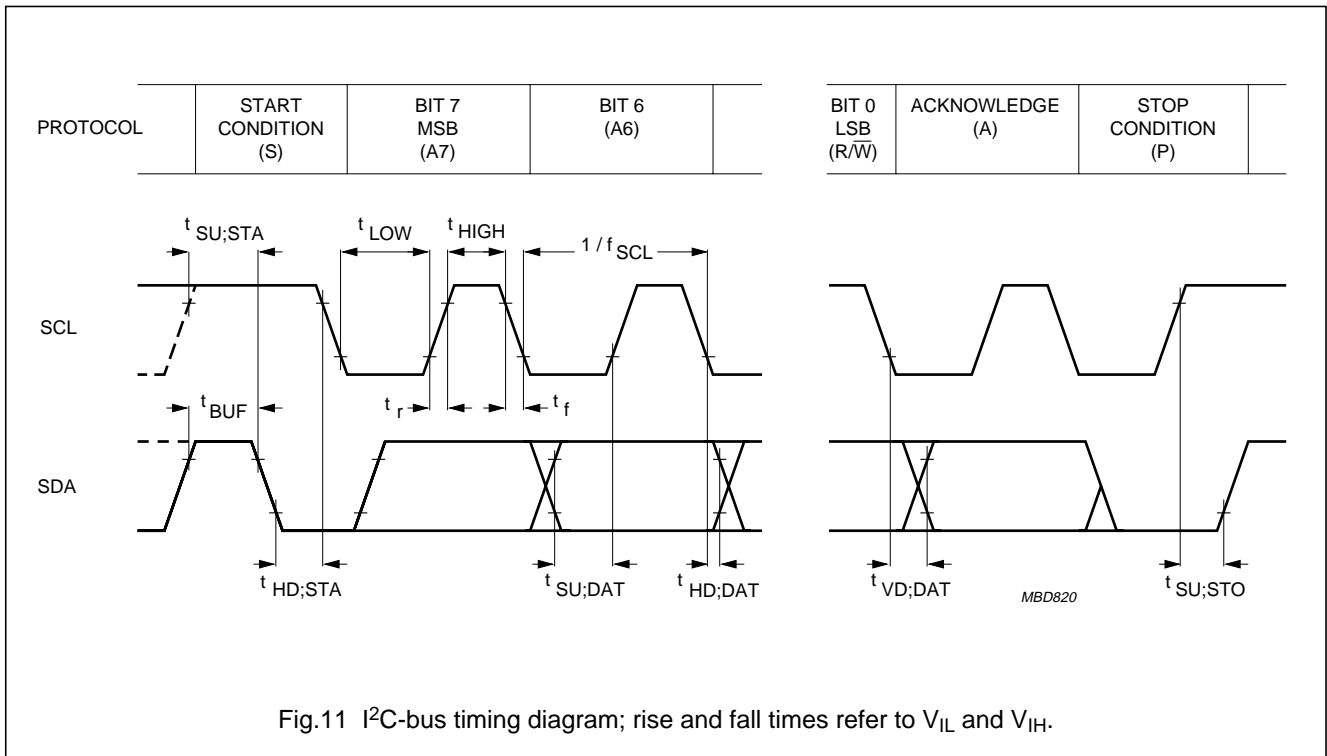 PROTOCOL
START
CONDITION
(S)
BIT 7
MSB
(A7)
BIT 6
(A6)
BIT 0
LSB
(R/W̅)
ACKNOWLEDGE
(A)
STOP
CONDITION
(P)
t SU;STA
t LOW
t HIGH
1 / f SCL
SCL
t BUF
t r
t f
SDA
t HD;STA
t SU;DAT
t HD;DAT
t VD;DAT
MBD820
t SU;STO
Fig.11 I²C-bus timing diagram; rise and fall times refer to VIL and VIH.